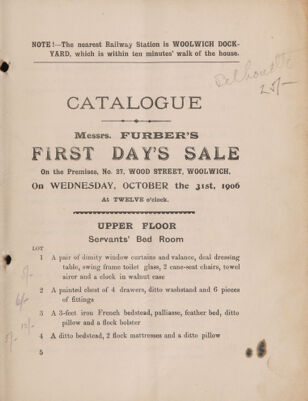 NOTE!—The nearest Railway Station is WOOLWICH DOCK-
YARD, which is within ten minutes' walk of the house.
25/-
CATALOGUE
Messrs. FURBER'S
FIRST DAY'S SALE
On the Premises, No. 37, WOOD STREET, WOOLWICH,
On WEDNESDAY, OCTOBER the 31st, 1906
At TWELVE o'clock.
UPPER FLOOR
Servants' Bed Room
LOT
1 A pair of dimity window curtains and valance, deal dressing
table, swing frame toilet glass, 2 cane-seat chairs, towel
airer and a clock in walnut case
2 A painted chest of 4 drawers, ditto washstand and 6 pieces
of fittings
3 A 3-feet iron French bedstead, palliasse, feather bed, ditto
pillow and a flock bolster
4 A ditto bedstead, 2 flock mattresses and a ditto pillow
5